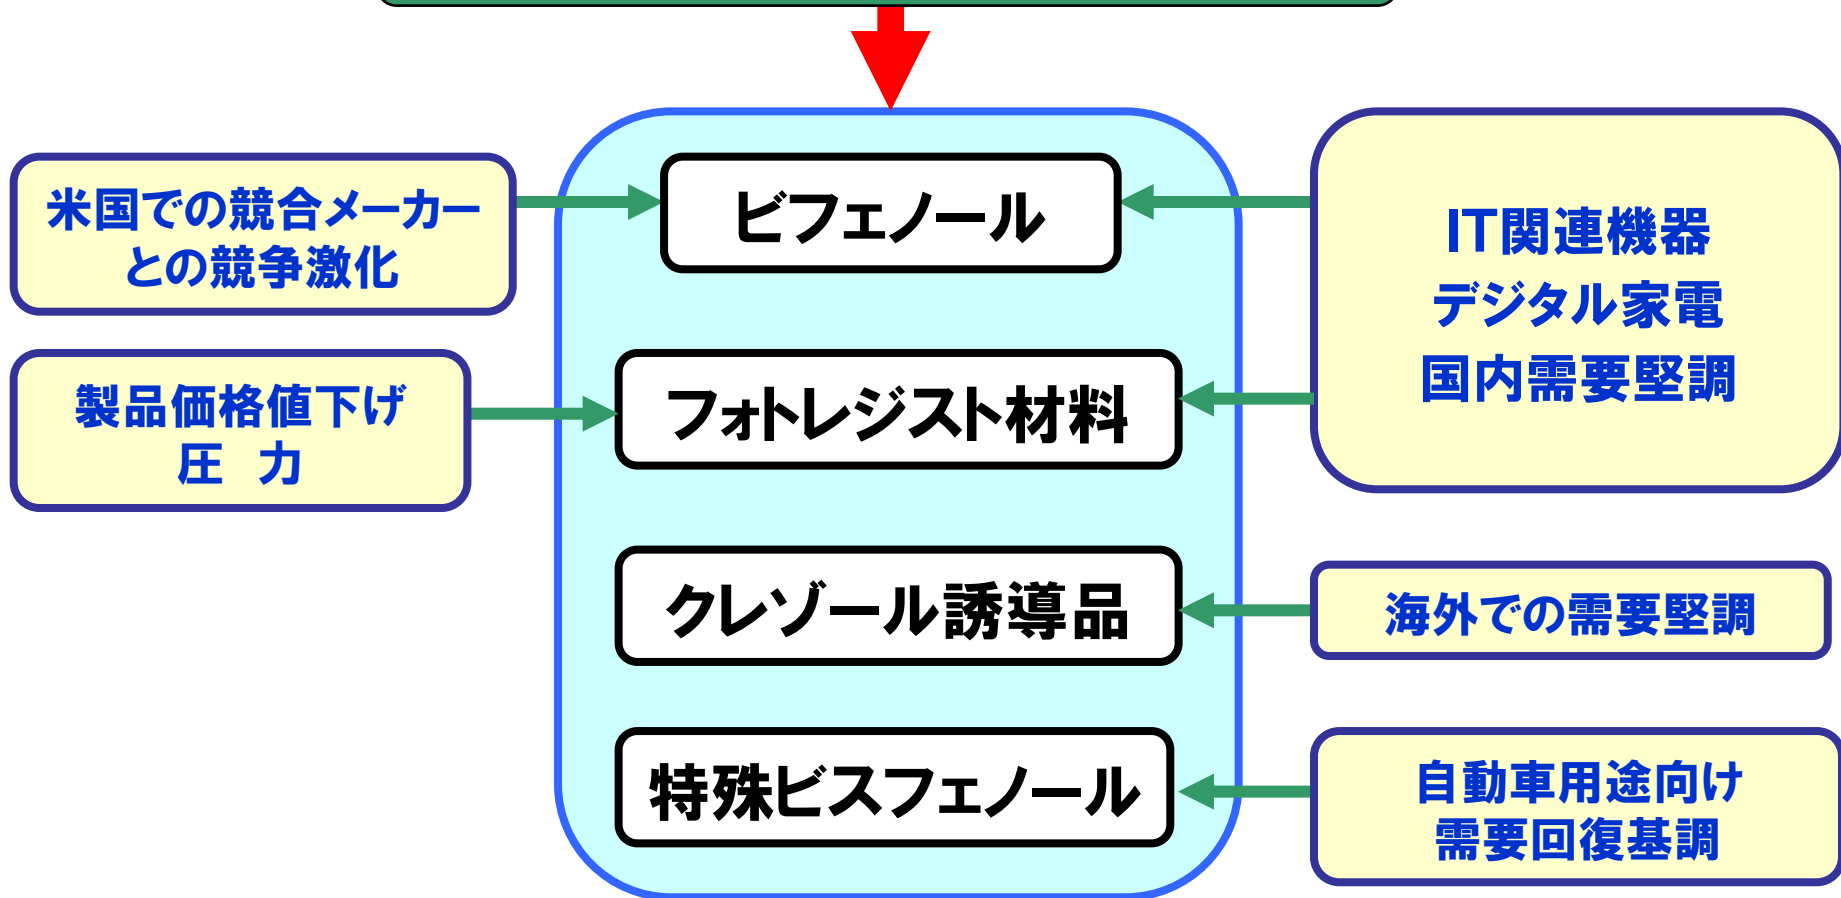 米国での競合メーカー
との競争激化
製品価格値下げ
圧 力
ビフェノール
フォトレジスト材料
クレゾール誘導品
特殊ビスフェノール
IT関連機器
デジタル家電
国内需要堅調
海外での需要堅調
自動車用途向け
需要回復基調